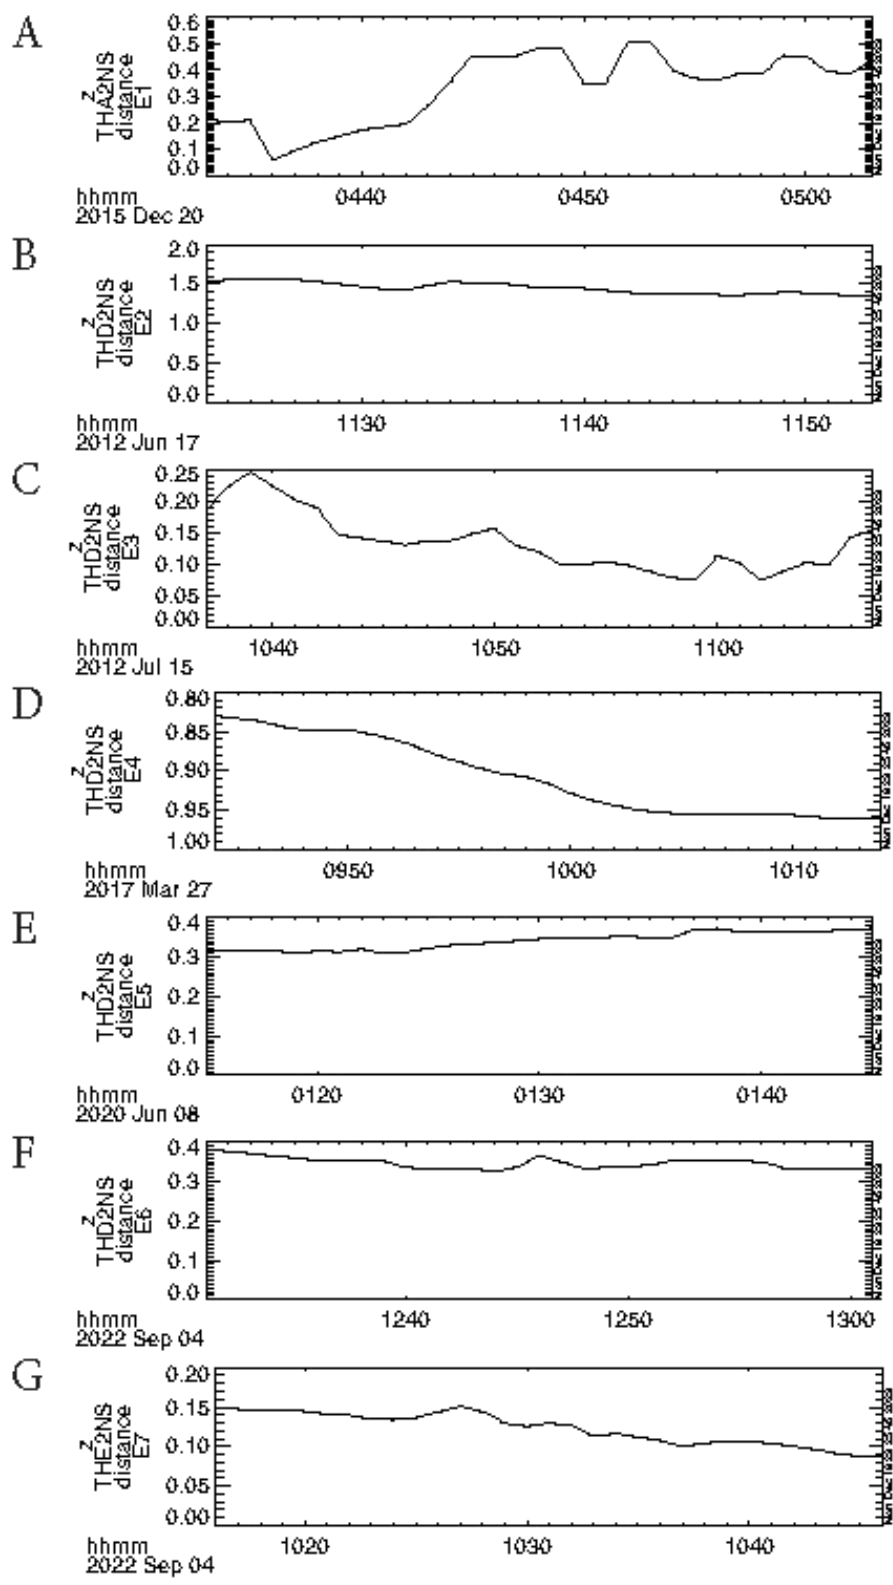 A
z
THA2NS
distance
E1
0.6
0.5
0.4
0.3
0.2
0.1
0.0
hhmm
0440
0450
0500
2015 Dec 20
B
z
THD2NS
distance
E2
2.0
1.5
1.0
0.5
0.0
hhmm
1130
1140
1150
2012 Jun 17
C
z
THD2NS
distance
E3
0.25
0.20
0.15
0.10
0.05
0.00
hhmm
1040
1050
1100
2012 Jul 15
D
z
THD2NS
distance
E4
0.80
0.85
0.90
0.95
1.00
hhmm
0950
1000
1010
2017 Mar 27
E
z
THD2NS
distance
E5
0.4
0.3
0.2
0.1
0.0
hhmm
0120
0130
0140
2020 Jun 08
F
z
THD2NS
distance
E6
0.4
0.3
0.2
0.1
0.0
hhmm
1240
1250
1300
2022 Sep 04
G
z
THE2NS
distance
E7
0.20
0.15
0.10
0.05
0.00
hhmm
1020
1030
1040
2022 Sep 04